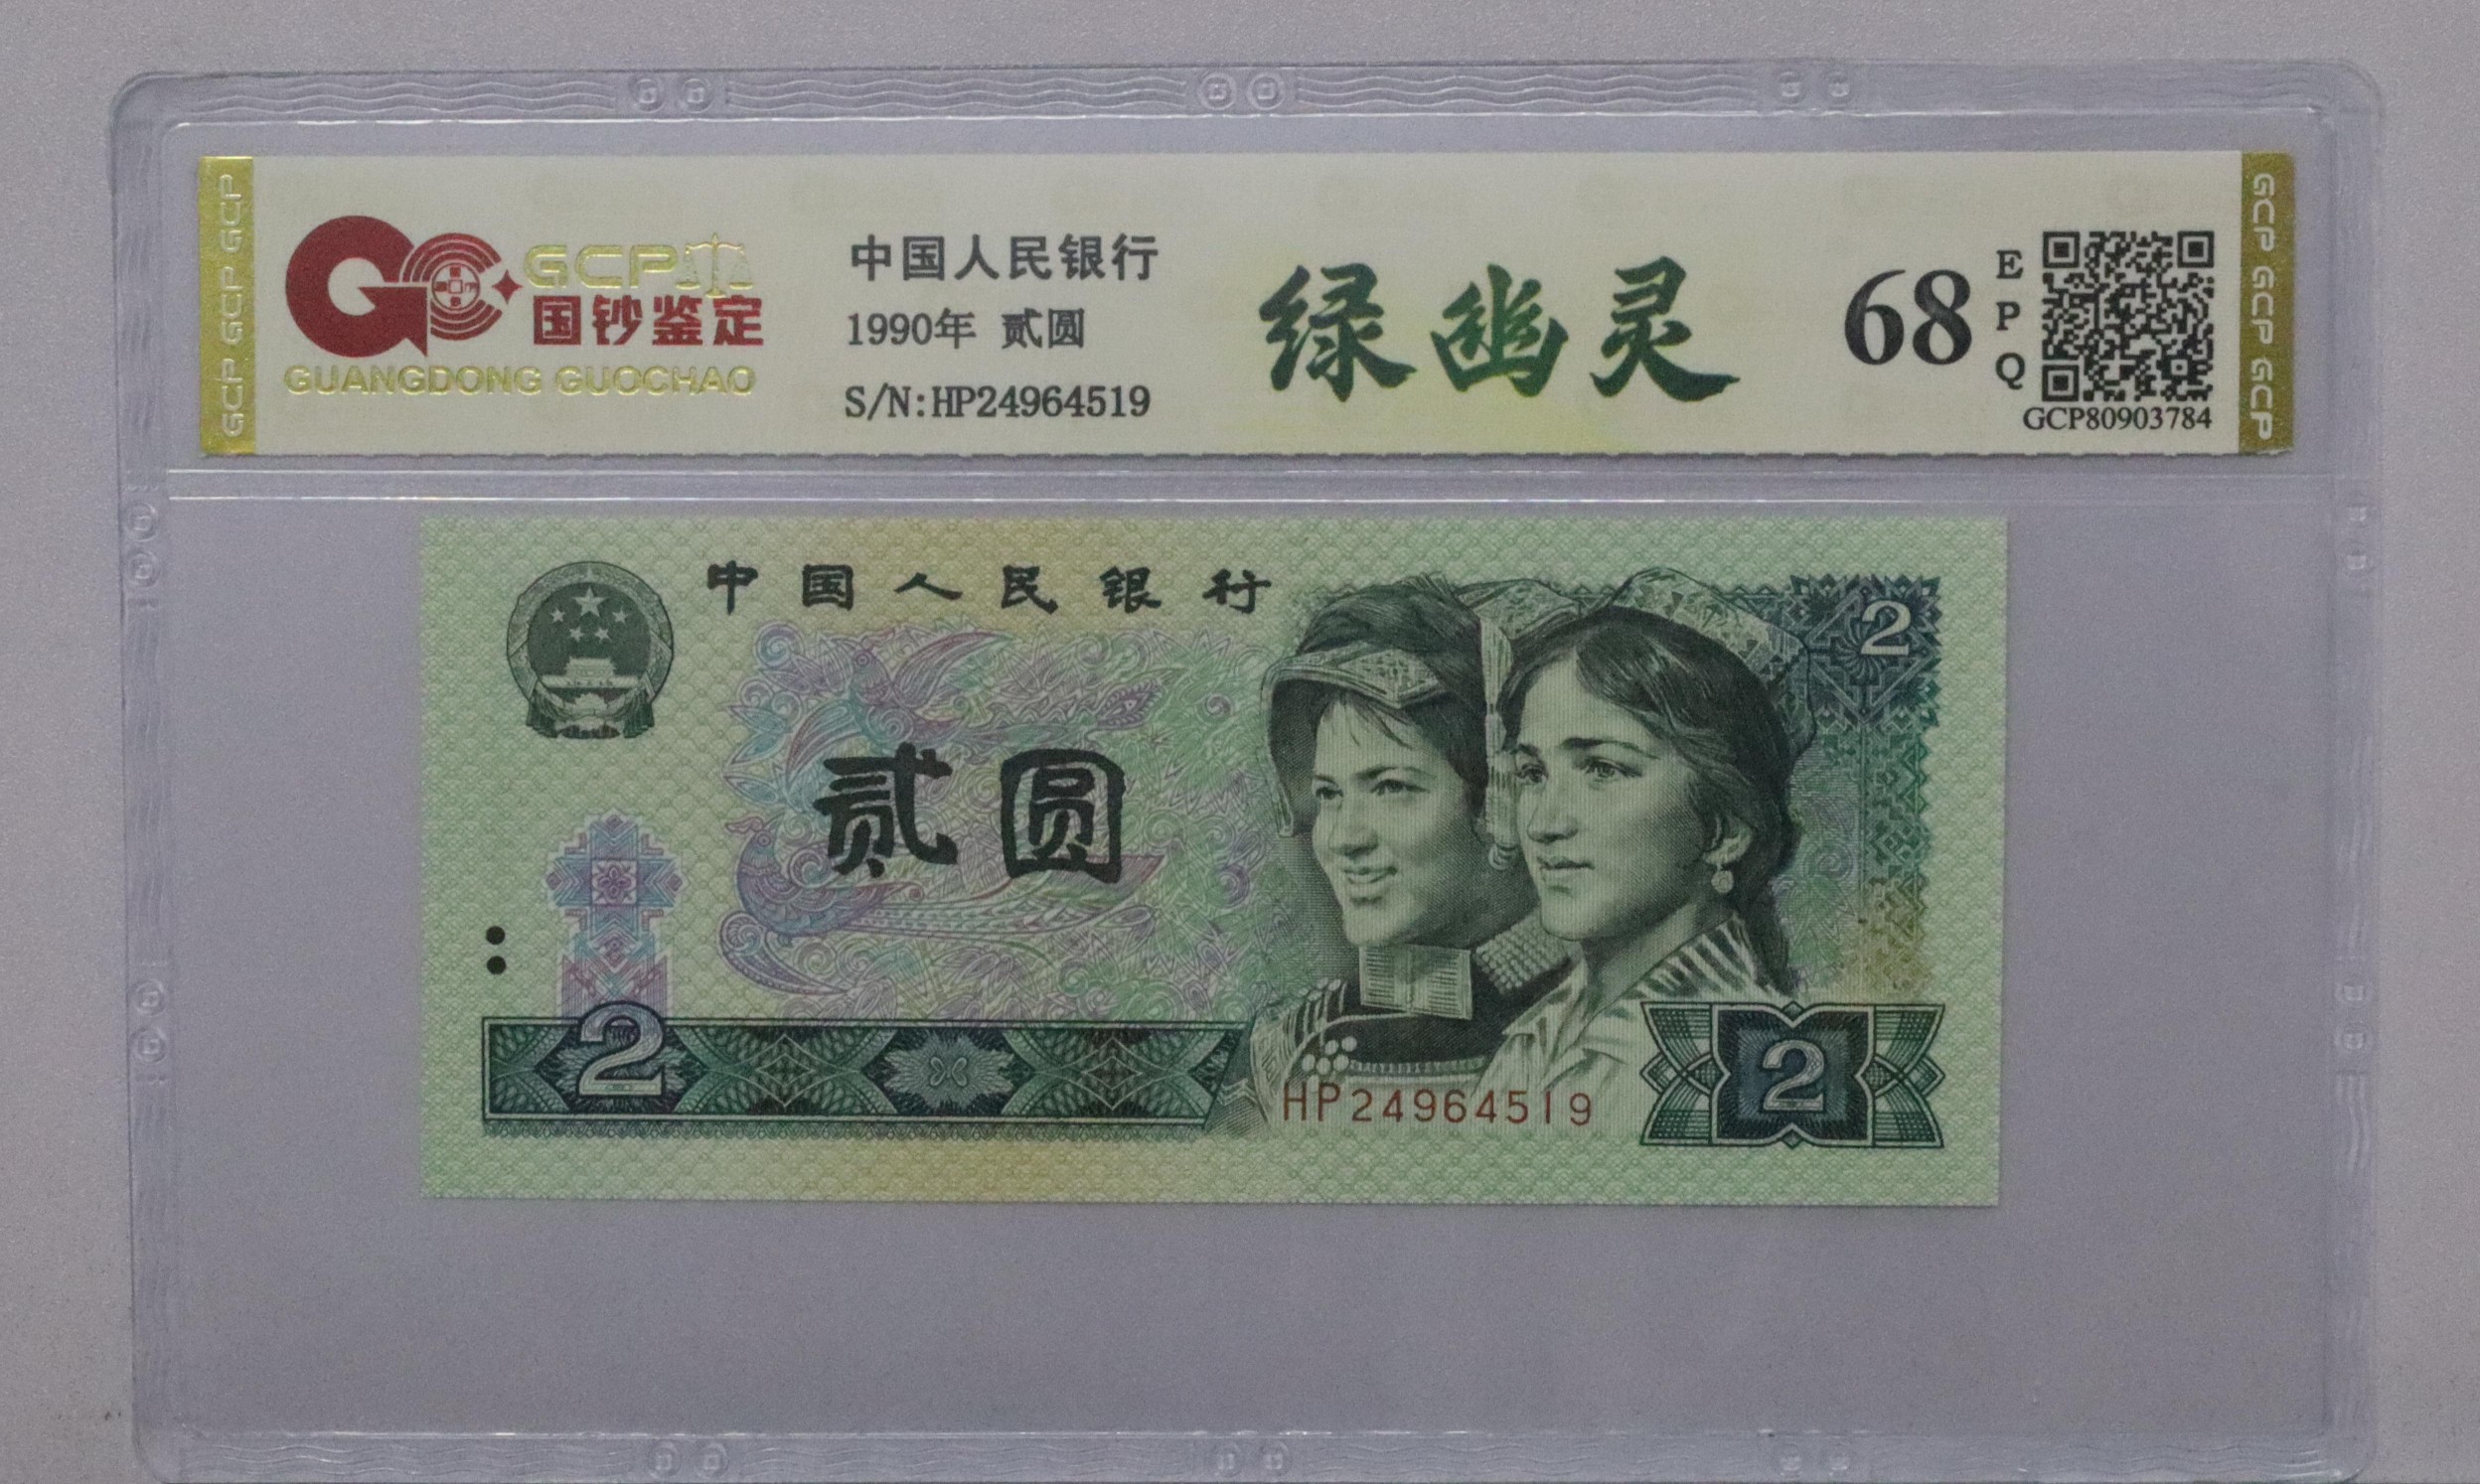 GCP GCP GCP
GCP
国钞鉴定
GUANGDONG GUOCHAO
中国人民银行
1990年 贰圆
S/N:HP24964519
绿幽灵
68
E
P
Q
GCP80903784
GCP GCP GCP
中国人民银行
2
贰圆
2
HP24964519
2